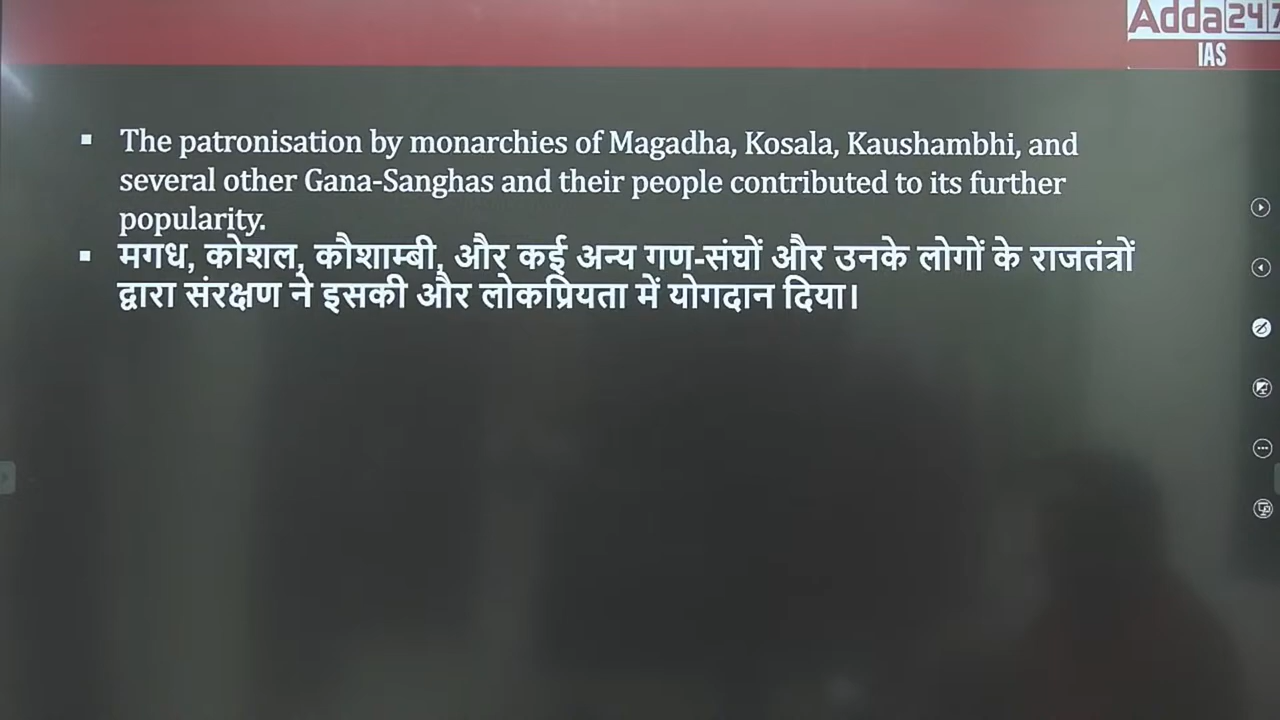 Adda247
IAS
▪ The patronisation by monarchies of Magadha, Kosala, Kaushambhi, and
several other Gana-Sanghas and their people contributed to its further
popularity.
▪ मगध, कोशल, कौशाम्बी, और कई अन्य गण-संघों और उनके लोगों के राजतंत्रों
द्वारा संरक्षण ने इसकी और लोकप्रियता में योगदान दिया।